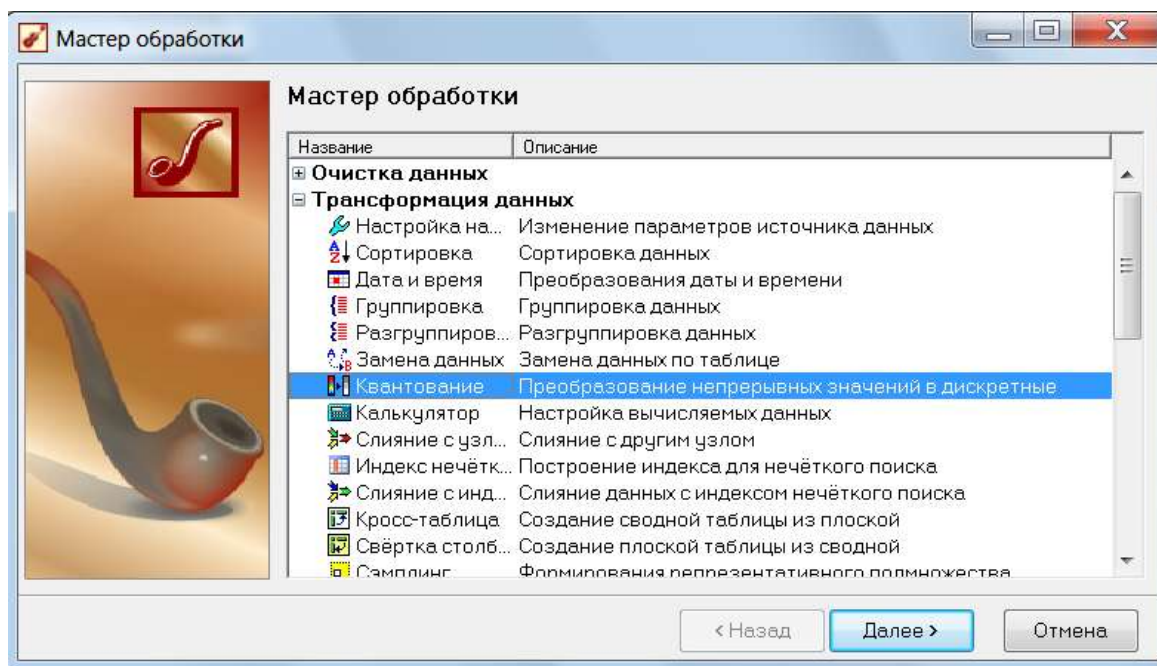 Мастер обработки
Мастер обработки
Название Описание
Очистка данных
Трансформация данных
Настройка на... Изменение параметров источника данных
Сортировка Сортировка данных
Дата и время Преобразования даты и времени
Группировка Группировка данных
Разгруппиров... Разгруппировка данных
Замена данных Замена данных по таблице
Квантование Преобразование непрерывных значений в дискретные
Калькулятор Настройка вычисляемых данных
Слияние с узл... Слияние с другим узлом
Индекс нечётк... Построение индекса для нечёткого поиска
Слияние с инд... Слияние данных с индексом нечёткого поиска
Кросс-таблица Создание сводной таблицы из плоской
Свёртка столб... Создание плоской таблицы из сводной
Сэмплинг Формирования репрезентативного подмножества
< Назад Далее > Отмена